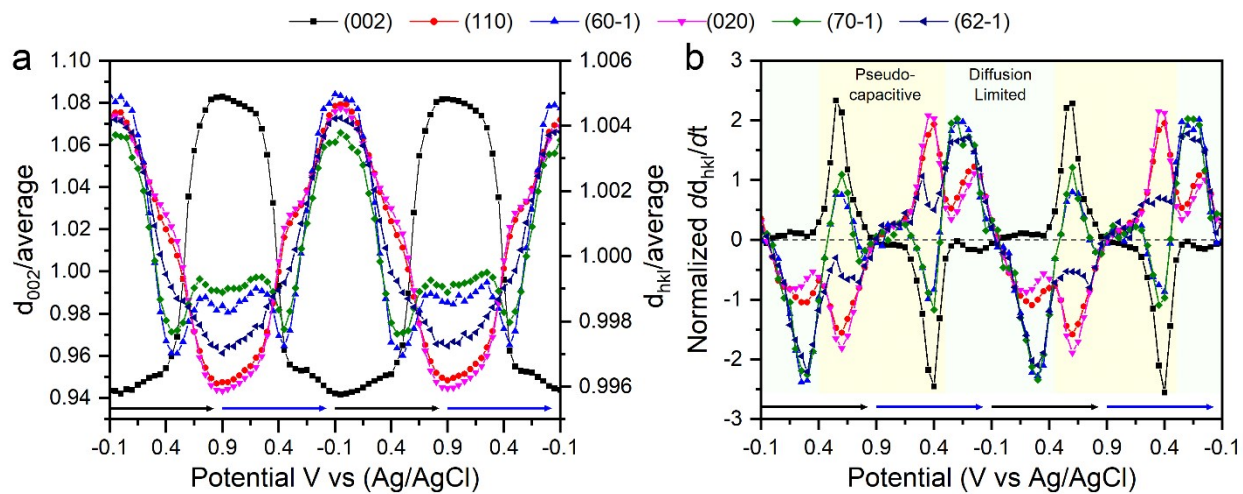 (002) (110) (60-1) (020) (70-1) (62-1)
a
1.10
1.08
1.06
1.04
1.02
1.00
0.98
0.96
0.94
d002/average
1.006
1.004
1.002
1.000
0.998
0.996
dhkl/average
-0.1 0.4 0.9 0.4 -0.1 0.4 0.9 0.4 -0.1
Potential V vs (Ag/AgCl)
b
3
2
1
0
-1
-2
-3
Normalized ddhkl/dt
Pseudo-
capacitive
Diffusion
Limited
-0.1 0.4 0.9 0.4 -0.1 0.4 0.9 0.4 -0.1
Potential (V vs Ag/AgCl)